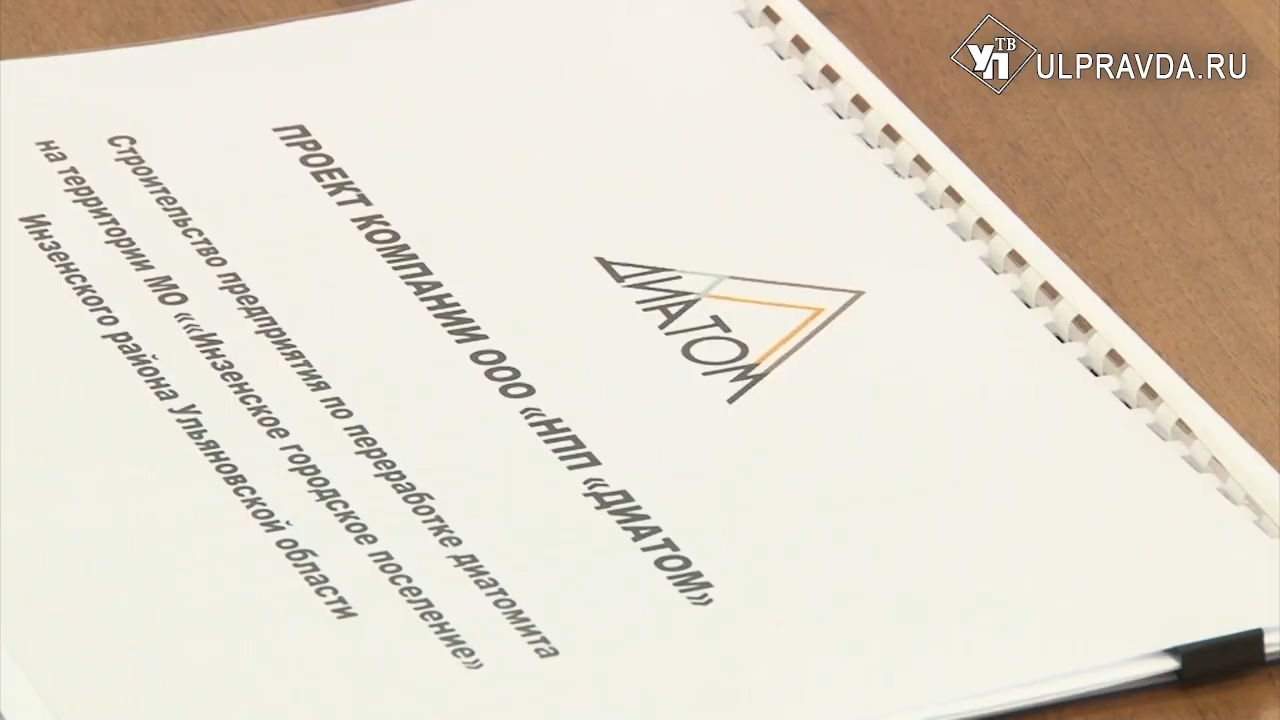 УП ТВ
ULPRAVDA.RU
ДИАТОМ
ПРОЕКТ КОМПАНИИ ООО «НПП «ДИАТОМ»
Строительство предприятия по переработке диатомита
на территории МО ««Инзенское городское поселение»
Инзенского района Ульяновской области